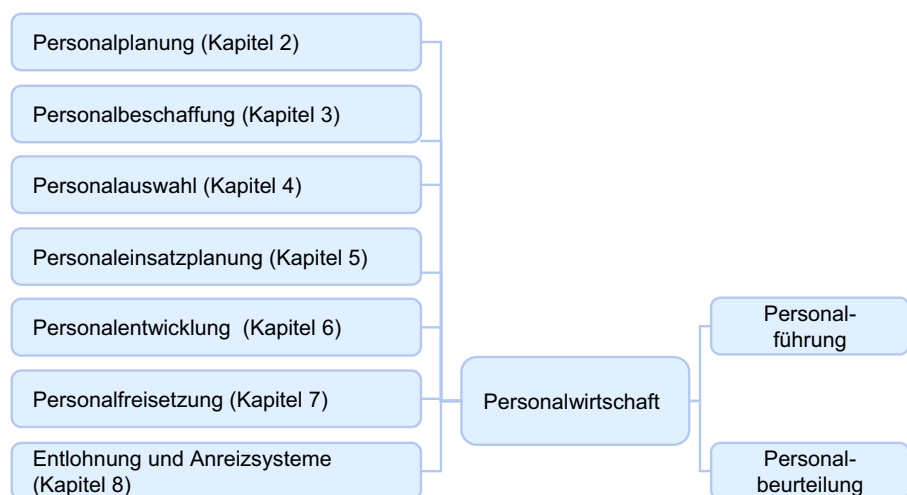 Personalplanung (Kapitel 2)
Personalbeschaffung (Kapitel 3)
Personalauswahl (Kapitel 4)
Personaleinsatzplanung (Kapitel 5)
Personalentwicklung  (Kapitel 6)
Personalfreisetzung (Kapitel 7)
Entlohnung und Anreizsysteme
(Kapitel 8)
Personalwirtschaft
Personal-
führung
Personal-
beurteilung